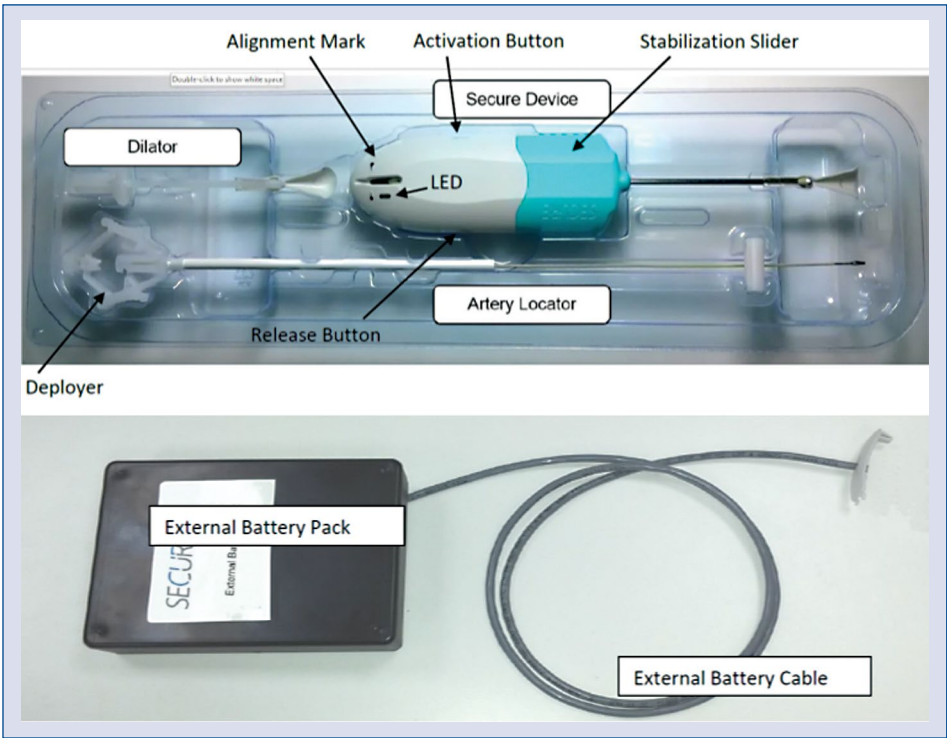 Alignment Mark
Activation Button
Stabilization Slider
Double-click to show white space
Secure Device
Dilator
LED
Artery Locator
Release Button
Deployer
External Battery Pack
SECUR
External Ba
External Battery Cable